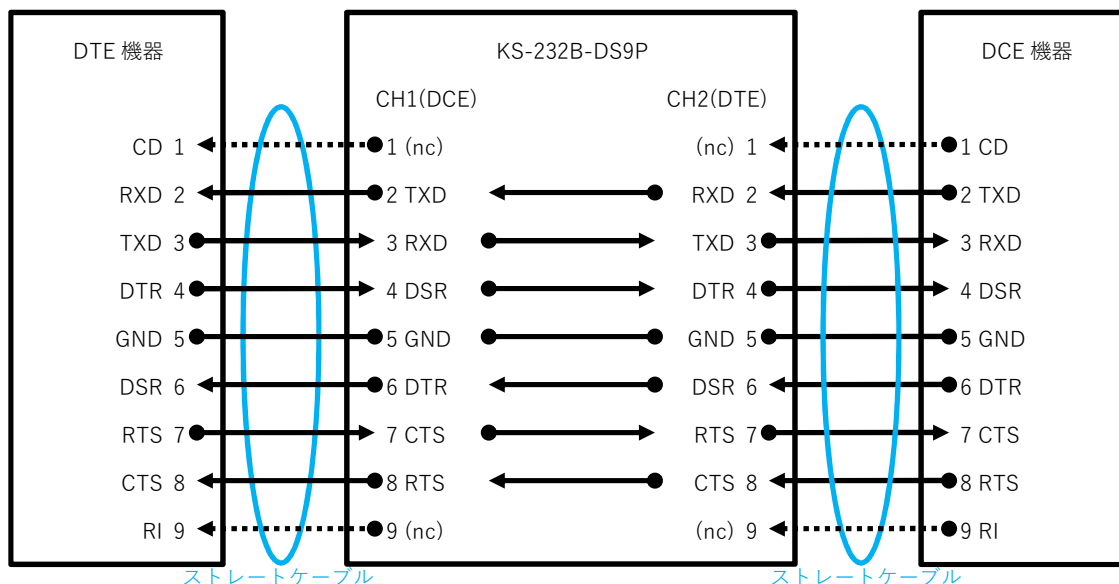 DTE 機器 KS-232B-DS9P DCE 機器
CH1(DCE) CH2(DTE)
CD 1 1 (nc) (nc) 1 1 CD
RXD 2 2 TXD RXD 2 2 TXD
TXD 3 3 RXD TXD 3 3 RXD
DTR 4 4 DSR DTR 4 4 DSR
GND 5 5 GND GND 5 5 GND
DSR 6 6 DTR DSR 6 6 DTR
RTS 7 7 CTS RTS 7 7 CTS
CTS 8 8 RTS CTS 8 8 RTS
RI 9 9 (nc) (nc) 9 9 RI
ストレートケーブル ストレートケーブル